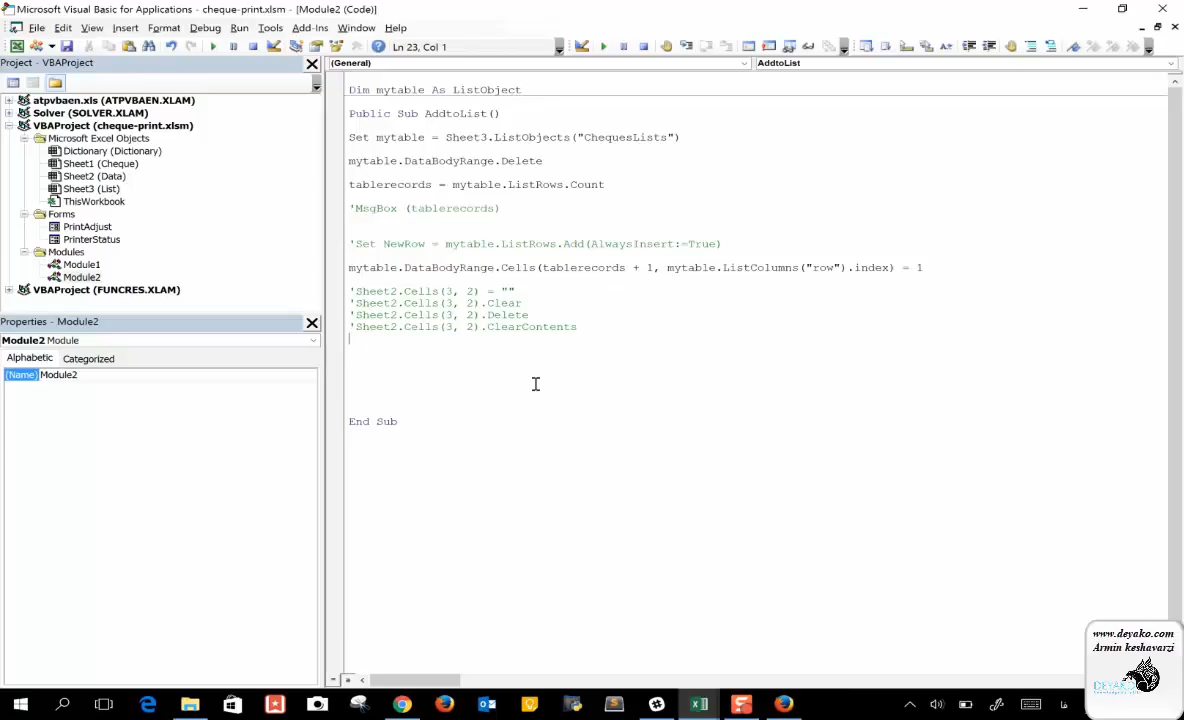 Microsoft Visual Basic for Applications - cheque-print.xlsm - [Module2 (Code)]
File Edit View Insert Format Debug Run Tools Add-Ins Window Help
Ln 23, Col 1
Project - VBAProject
(General) AddtoList
atpvbaen.xls (ATPVBAEN.XLAM)
Solver (SOLVER.XLAM)
VBAProject (cheque-print.xlsm)
Microsoft Excel Objects
Dictionary (Dictionary)
Sheet1 (Cheque)
Sheet2 (Data)
Sheet3 (List)
ThisWorkbook
Forms
PrintAdjust
PrinterStatus
Modules
Module1
Module2
VBAProject (FUNCRES.XLAM)
Properties - Module2
Module2 Module
Alphabetic Categorized
(Name) Module2
Dim mytable As ListObject
Public Sub AddtoList()
Set mytable = Sheet3.ListObjects("ChequesLists")
mytable.DataBodyRange.Delete
tablerecords = mytable.ListRows.Count
'MsgBox (tablerecords)
'Set NewRow = mytable.ListRows.Add(AlwaysInsert:=True)
mytable.DataBodyRange.Cells(tablerecords + 1, mytable.ListColumns("row").index) = 1
'Sheet2.Cells(3, 2) = ""
'Sheet2.Cells(3, 2).Clear
'Sheet2.Cells(3, 2).Delete
'Sheet2.Cells(3, 2).ClearContents
End Sub
www.deyako.com
Armin keshavarzi
DEYAKO
فا